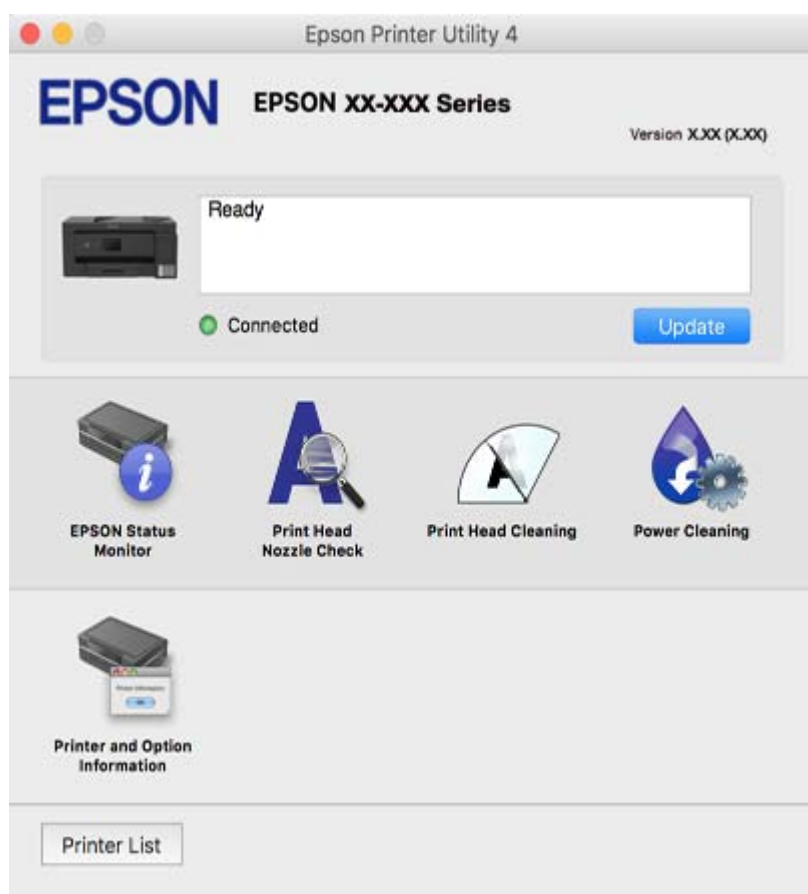 Epson Printer Utility 4
EPSON
EPSON XX-XXX Series
Version X.XX (X.XX)
Ready
Connected
Update
EPSON Status
Monitor
Print Head
Nozzle Check
Print Head Cleaning
Power Cleaning
Printer and Option
Information
Printer List